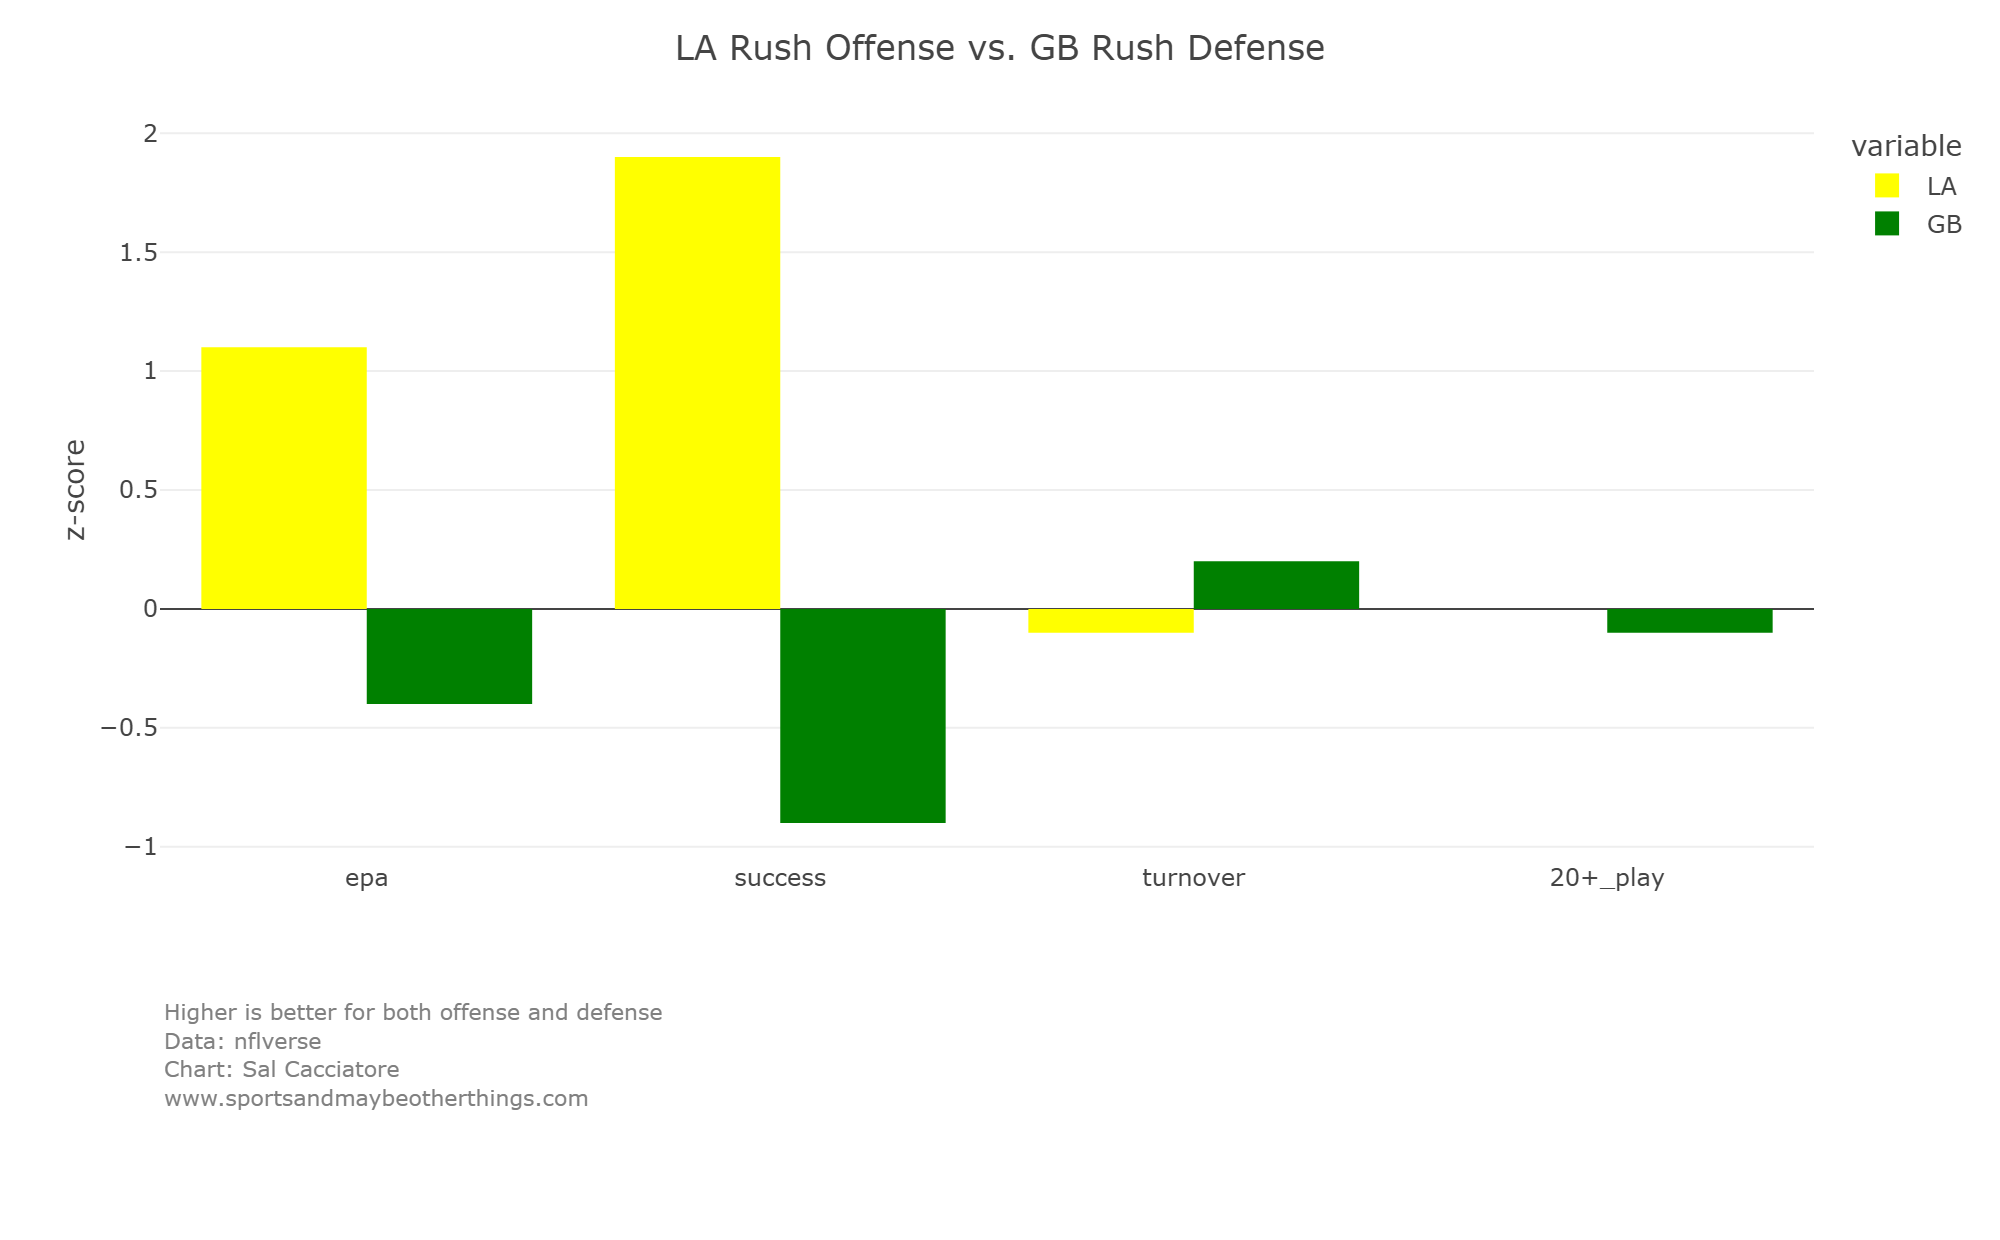 LA Rush Offense vs. GB Rush Defense
variable
LA
GB
z-score
2
1.5
1
0.5
0
−0.5
−1
epa
success
turnover
20+_play
Higher is better for both offense and defense
Data: nflverse
Chart: Sal Cacciatore
www.sportsandmaybeotherthings.com